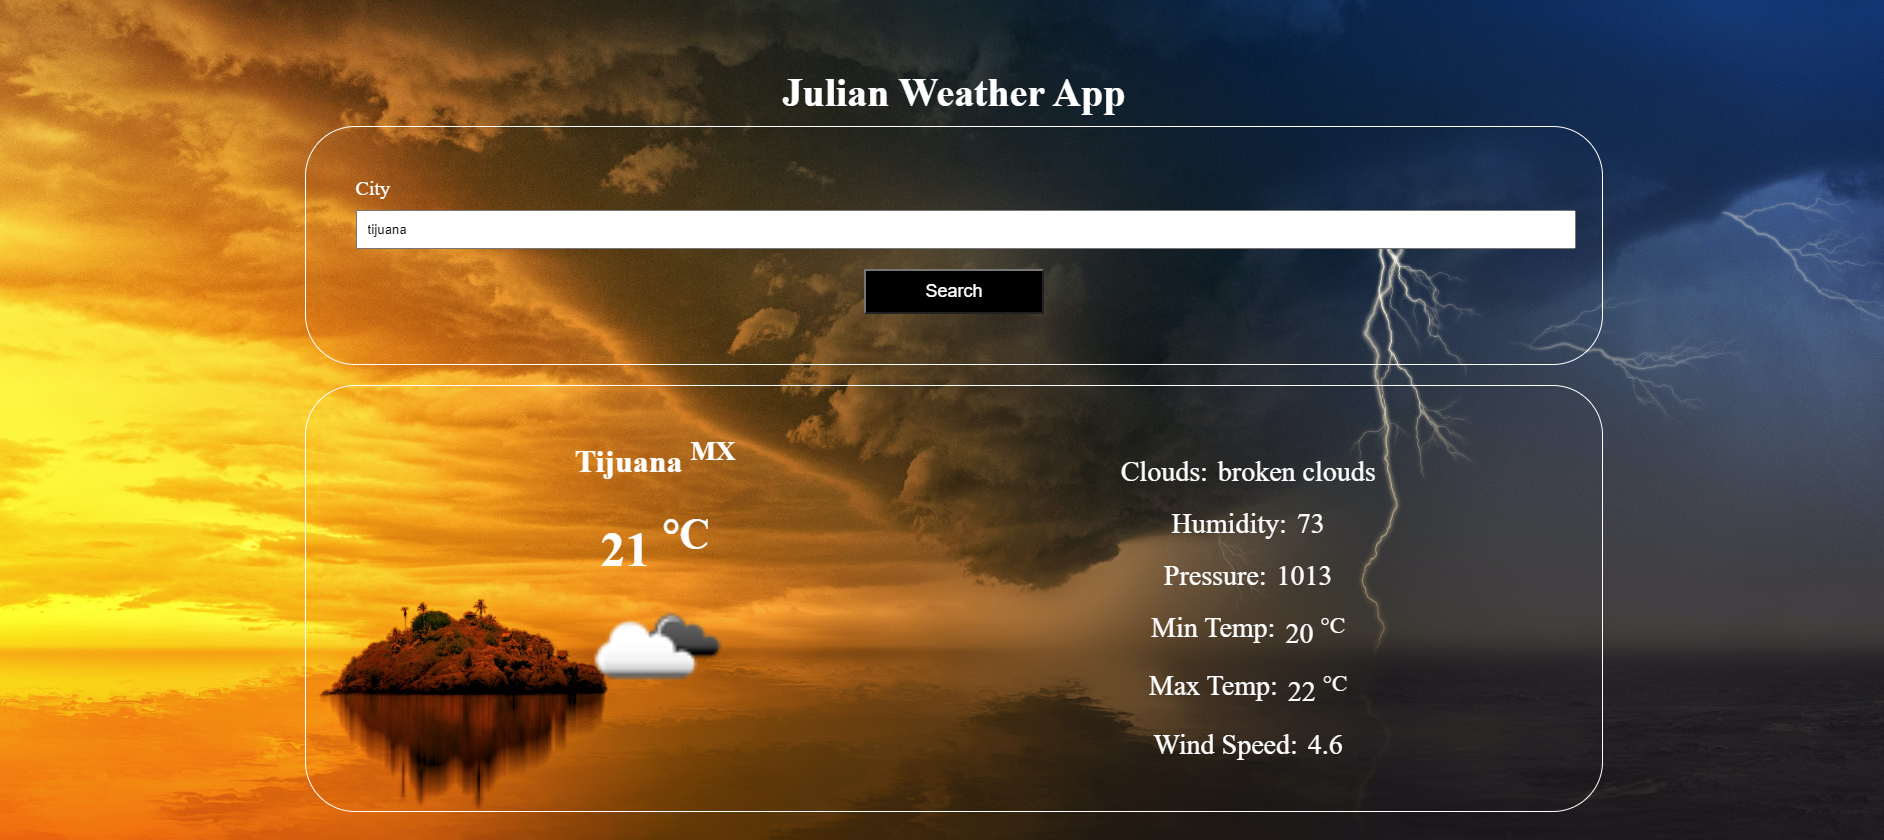 Julian Weather App
City
tijuana
Search
Tijuana MX
21 °C
Clouds: broken clouds
Humidity: 73
Pressure: 1013
Min Temp: 20 °C
Max Temp: 22 °C
Wind Speed: 4.6